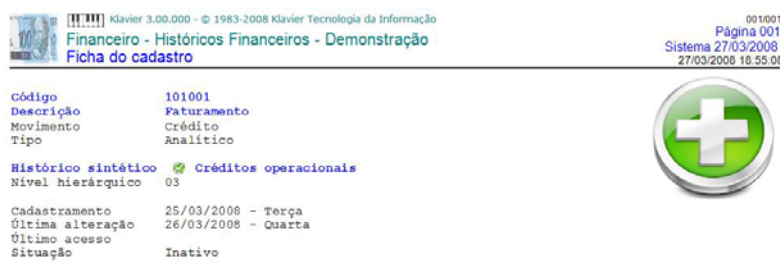 Klavier 3.00.000 - © 1983-2008 Klavier Tecnologia da Informação
001/001
Financeiro - Históricos Financeiros - Demonstração
Página 001
Ficha do cadastro
Sistema 27/03/2008
27/03/2008 18:55:08
Código 101001
Descrição Faturamento
Movimento Crédito
Tipo Analítico
Histórico sintético Créditos operacionais
Nível hierárquico 03
Cadastramento 25/03/2008 - Terça
Última alteração 26/03/2008 - Quarta
Último acesso
Situação Inativo